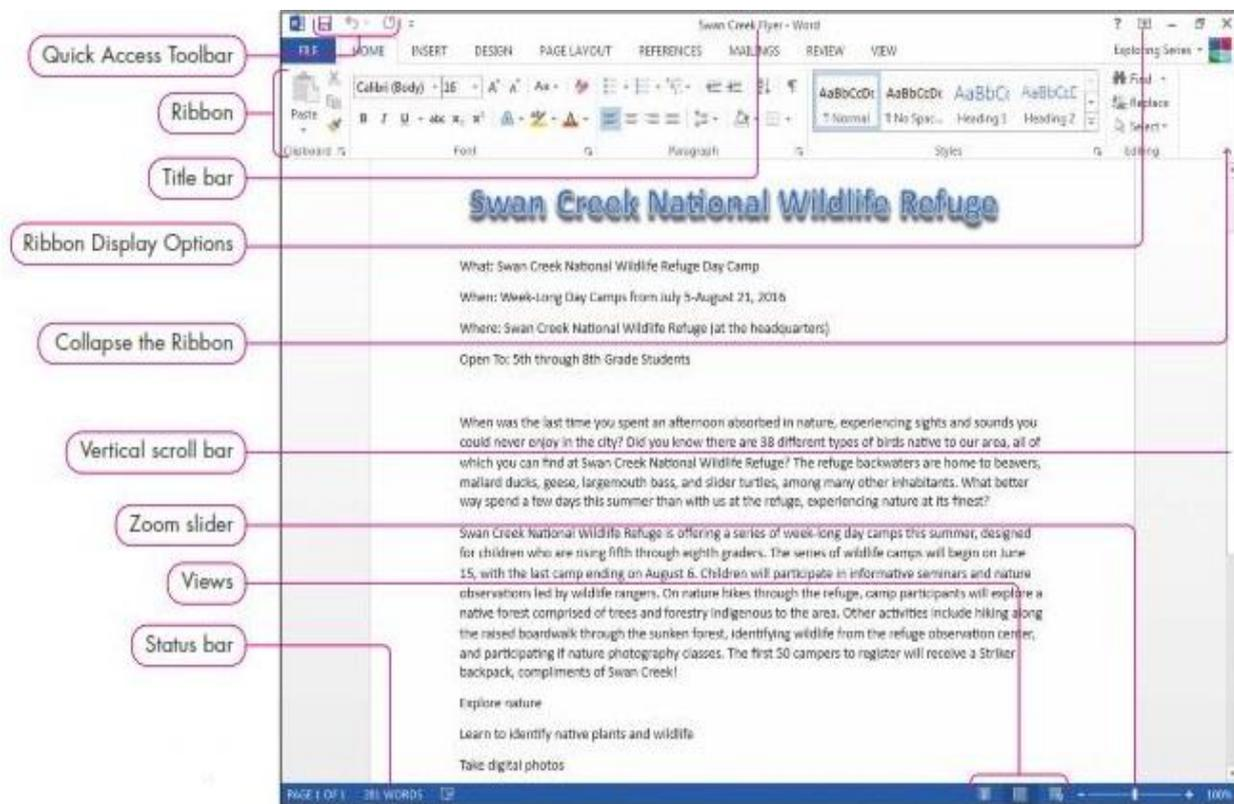 Swan Creek Flyer - Word
Quick Access Toolbar
FILE HOME INSERT DESIGN PAGE LAYOUT REFERENCES MAILINGS REVIEW VIEW Exploring Series
Ribbon
Calibri (Body) 16
Paste
AaBbCcDc AaBbCcDc AaBbCc AaBbCcC
Normal No Spac... Heading 1 Heading 2
Find
Replace
Select
Clipboard Font Paragraph Styles Editing
Title bar
Swan Creek National Wildlife Refuge
Ribbon Display Options
What: Swan Creek National Wildlife Refuge Day Camp
When: Week-Long Day Camps from July 5-August 21, 2016
Where: Swan Creek National Wildlife Refuge (at the headquarters)
Collapse the Ribbon
Open To: 5th through 8th Grade Students
When was the last time you spent an afternoon absorbed in nature, experiencing sights and sounds you
could never enjoy in the city? Did you know there are 38 different types of birds native to our area, all of
Vertical scroll bar
which you can find at Swan Creek National Wildlife Refuge? The refuge backwaters are home to beavers,
mallard ducks, geese, largemouth bass, and slider turtles, among many other inhabitants. What better
way spend a few days this summer than with us at the refuge, experiencing nature at its finest?
Zoom slider
Swan Creek National Wildlife Refuge is offering a series of week-long day camps this summer, designed
for children who are rising fifth through eighth graders. The series of wildlife camps will begin on June
15, with the last camp ending on August 6. Children will participate in informative seminars and nature
Views
observations led by wildlife rangers. On nature hikes through the refuge, camp participants will explore a
native forest comprised of trees and forestry indigenous to the area. Other activities include hiking along
the raised boardwalk through the sunken forest, identifying wildlife from the refuge observation center,
Status bar
and participating if nature photography classes. The first 50 campers to register will receive a Striker
backpack, compliments of Swan Creek!
Explore nature
Learn to identify native plants and wildlife
Take digital photos
PAGE 1 OF 1 WORDS 100%